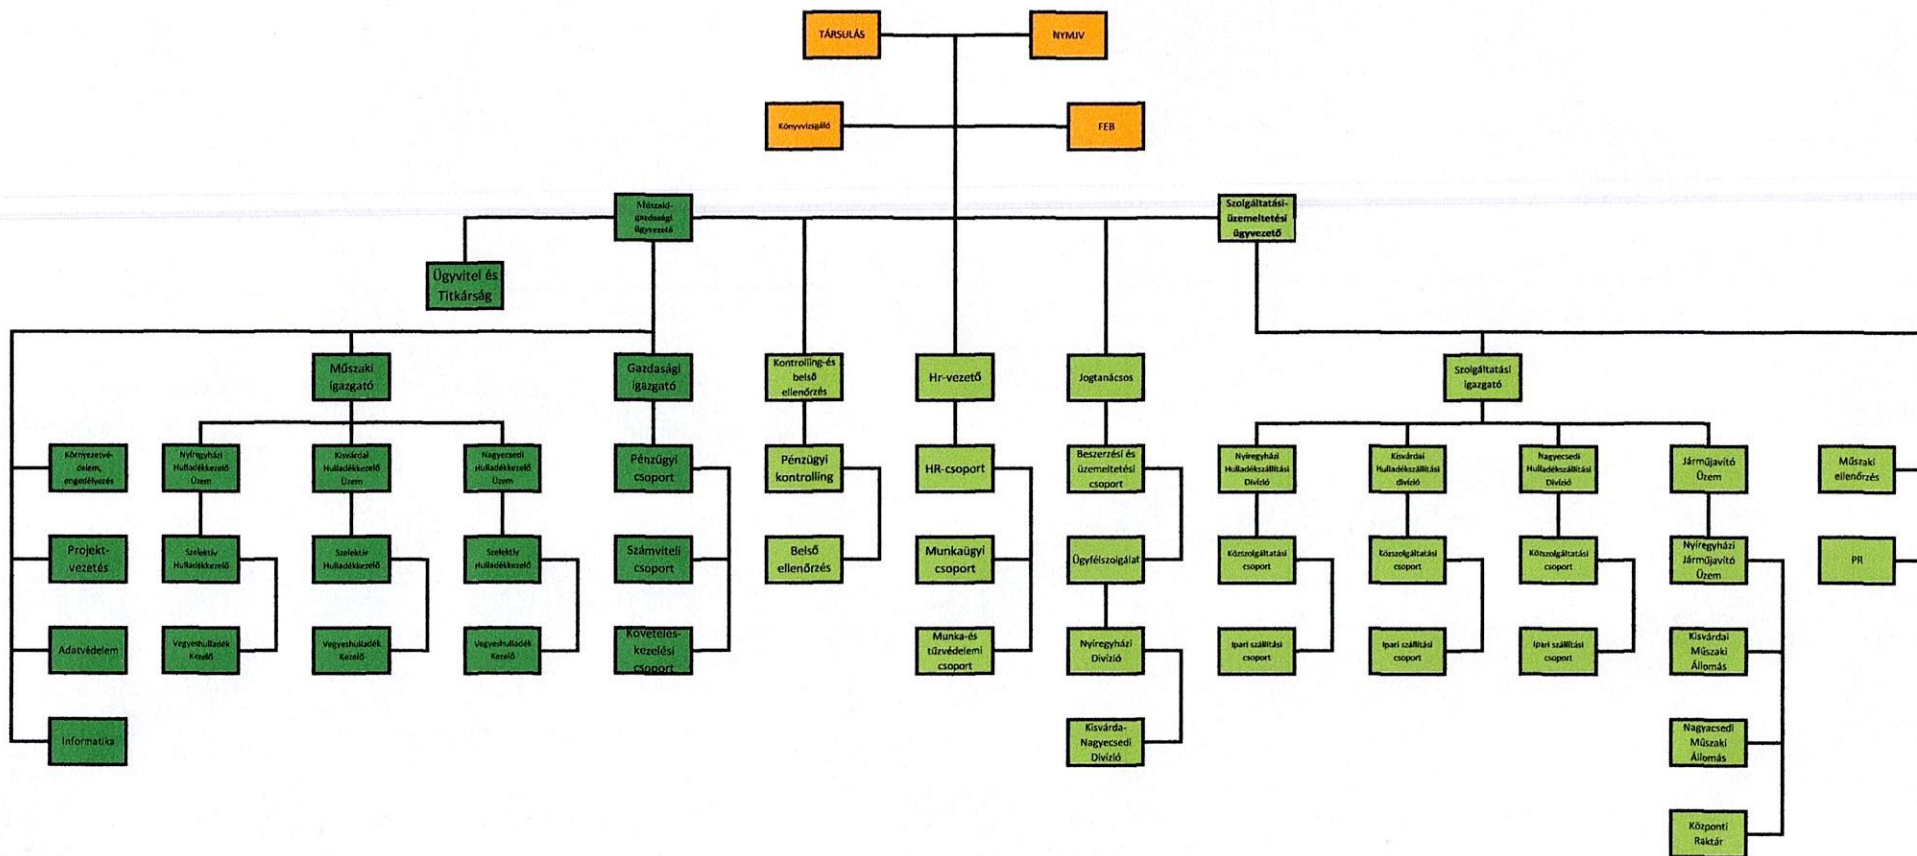 TÁRSULÁS
NYMJV
Könyvvizsgáló
FEB
Műszaki-
gazdasági
ügyvezető
Szolgáltatási-
üzemeltetési
ügyvezető
Ügyvitel és
Titkárság
Műszaki
igazgató
Gazdasági
igazgató
Kontrolling-és
belső
ellenőrzés
Hr-vezető
Jogtanácsos
Szolgáltatási
igazgató
Környezetvé-
delem,
engedélyezés
Nyíregyházi
Hulladékkezelő
Üzem
Kisvárdai
Hulladékkezelő
Üzem
Nagyecsedi
Hulladékkezelő
Üzem
Pénzügyi
csoport
Pénzügyi
kontrolling
HR-csoport
Beszerzési és
üzemeltetési
csoport
Nyíregyházi
Hulladékszállítási
Divízió
Kisvárdai
Hulladékszállítási
divízió
Nagyecsedi
Hulladékszállítási
Divízió
Járműjavító
Üzem
Műszaki
ellenőrzés
Projekt-
vezetés
Szelektív
Hulladékkezelő
Szelektív
Hulladékkezelő
Szelektív
Hulladékkezelő
Számviteli
csoport
Belső
ellenőrzés
Munkaügyi
csoport
Ügyfélszolgálat
Közszolgáltatási
csoport
Közszolgáltatási
csoport
Közszolgáltatási
csoport
Nyíregyházi
Járműjavító
Üzem
PR
Adatvédelem
Vegyeshulladék
Kezelő
Vegyeshulladék
Kezelő
Vegyeshulladék
Kezelő
Követelés-
kezelési
csoport
Munka-és
tűzvédelemi
csoport
Nyíregyházi
Divízió
Ipari szállítási
csoport
Ipari szállítási
csoport
Ipari szállítási
csoport
Kisvárdai
Műszaki
Állomás
Informatika
Kisvárda-
Nagyecsedi
Divízió
Nagyacsedi
Műszaki
Állomás
Központi
Raktár